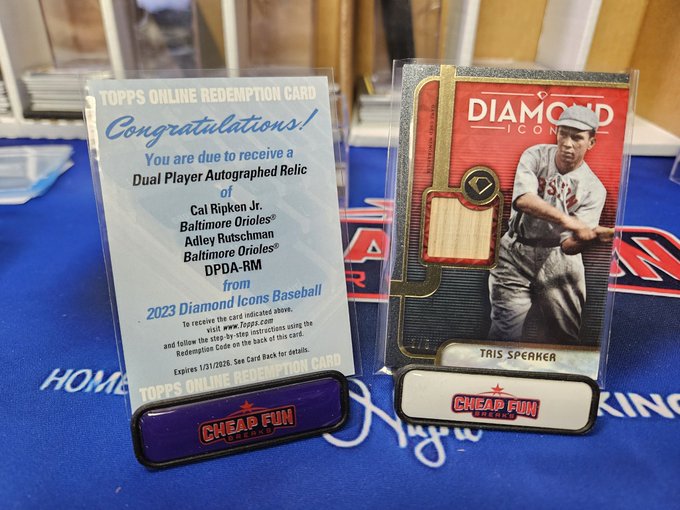 TOPPS ONLINE REDEMPTION CARD
Congratulations!
You are due to receive a
Dual Player Autographed Relic
of
Cal Ripken Jr.
Baltimore Orioles®
Adley Rutschman
Baltimore Orioles®
DPDA-RM
from
2023 Diamond Icons Baseball
To receive the card indicated above,
visit www.Topps.com
and follow the step-by-step instructions using the
Redemption Code on the back of this card.
Expires 1/31/2026. See Card Back for details.
TOPPS ONLINE REDEMPTION CARD
CHEAP FUN
BREAKS
DIAMOND
ICONS
TRIS SPEAKER
CHEAP FUN
BREAKS
HOME
Night
KING